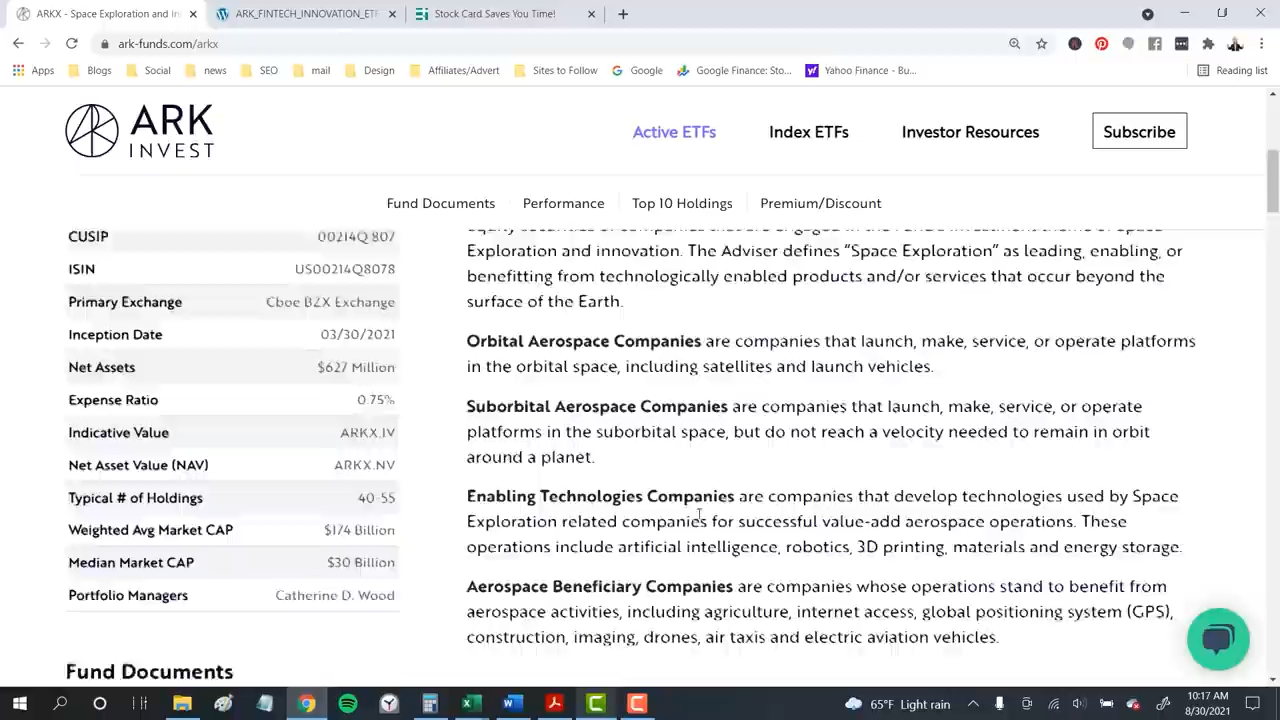 ARKX - Space Exploration and In
ARK_FINTECH_INNOVATION_ETF
Stock Card Saves You Time!
ark-funds.com/arkx
Apps
Blogs
Social
news
SEO
mail
Design
Affiliates/Advert
Sites to Follow
Google
Google Finance: Sto...
Yahoo Finance - Bu...
Reading list
ARK
INVEST
Active ETFs
Index ETFs
Investor Resources
Subscribe
Fund Documents
Performance
Top 10 Holdings
Premium/Discount
CUSIP 00214Q 807
ISIN US00214Q8078
Primary Exchange Cboe BZX Exchange
Inception Date 03/30/2021
Net Assets $627 Million
Expense Ratio 0.75%
Indicative Value ARKX.IV
Net Asset Value (NAV) ARKX.NV
Typical # of Holdings 40-55
Weighted Avg Market CAP $174 Billion
Median Market CAP $30 Billion
Portfolio Managers Catherine D. Wood
Fund Documents
Exploration and innovation. The Adviser defines “Space Exploration” as leading, enabling, or
benefitting from technologically enabled products and/or services that occur beyond the
surface of the Earth.
Orbital Aerospace Companies are companies that launch, make, service, or operate platforms
in the orbital space, including satellites and launch vehicles.
Suborbital Aerospace Companies are companies that launch, make, service, or operate
platforms in the suborbital space, but do not reach a velocity needed to remain in orbit
around a planet.
Enabling Technologies Companies are companies that develop technologies used by Space
Exploration related companies for successful value-add aerospace operations. These
operations include artificial intelligence, robotics, 3D printing, materials and energy storage.
Aerospace Beneficiary Companies are companies whose operations stand to benefit from
aerospace activities, including agriculture, internet access, global positioning system (GPS),
construction, imaging, drones, air taxis and electric aviation vehicles.
65°F Light rain
10:17 AM
8/30/2021